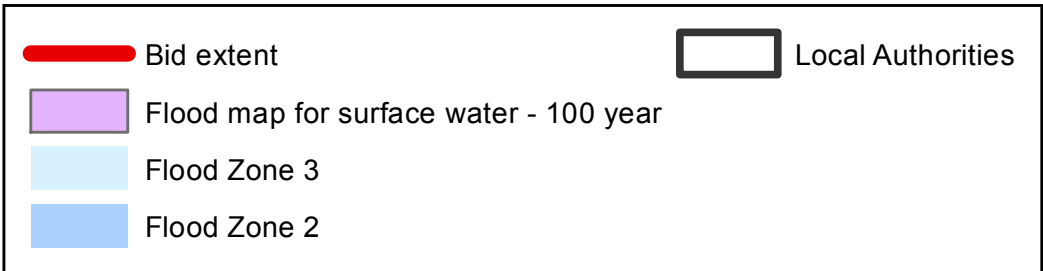 Bid extent
Local Authorities
Flood map for surface water - 100 year
Flood Zone 3
Flood Zone 2